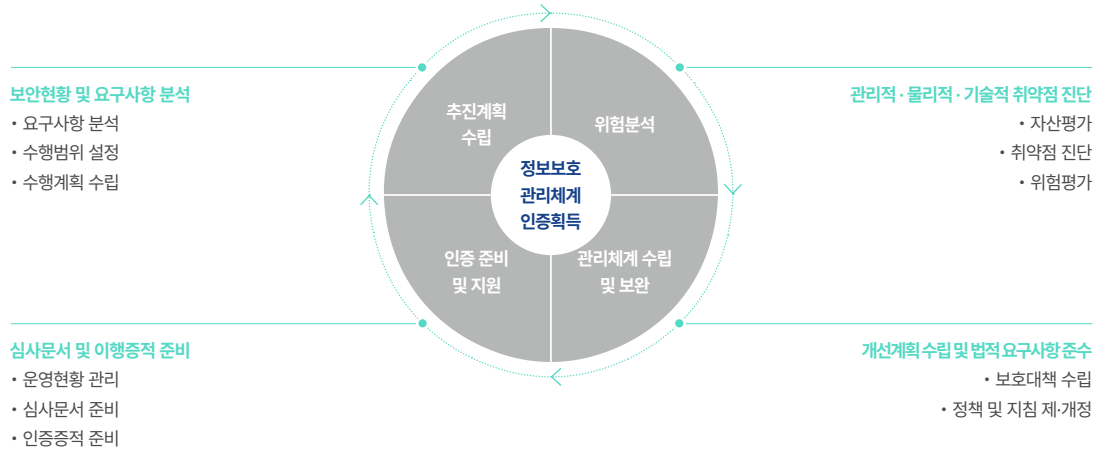 보안현황 및 요구사항 분석
• 요구사항 분석
• 수행범위 설정
• 수행계획 수립
추진계획
수립
위험분석
관리적 · 물리적 · 기술적 취약점 진단
• 자산평가
• 취약점 진단
• 위험평가
정보보호
관리체계
인증획득
인증 준비
및 지원
관리체계 수립
및 보완
심사문서 및 이행증적 준비
• 운영현황 관리
• 심사문서 준비
• 인증증적 준비
개선계획 수립 및 법적 요구사항 준수
• 보호대책 수립
• 정책 및 지침 제·개정